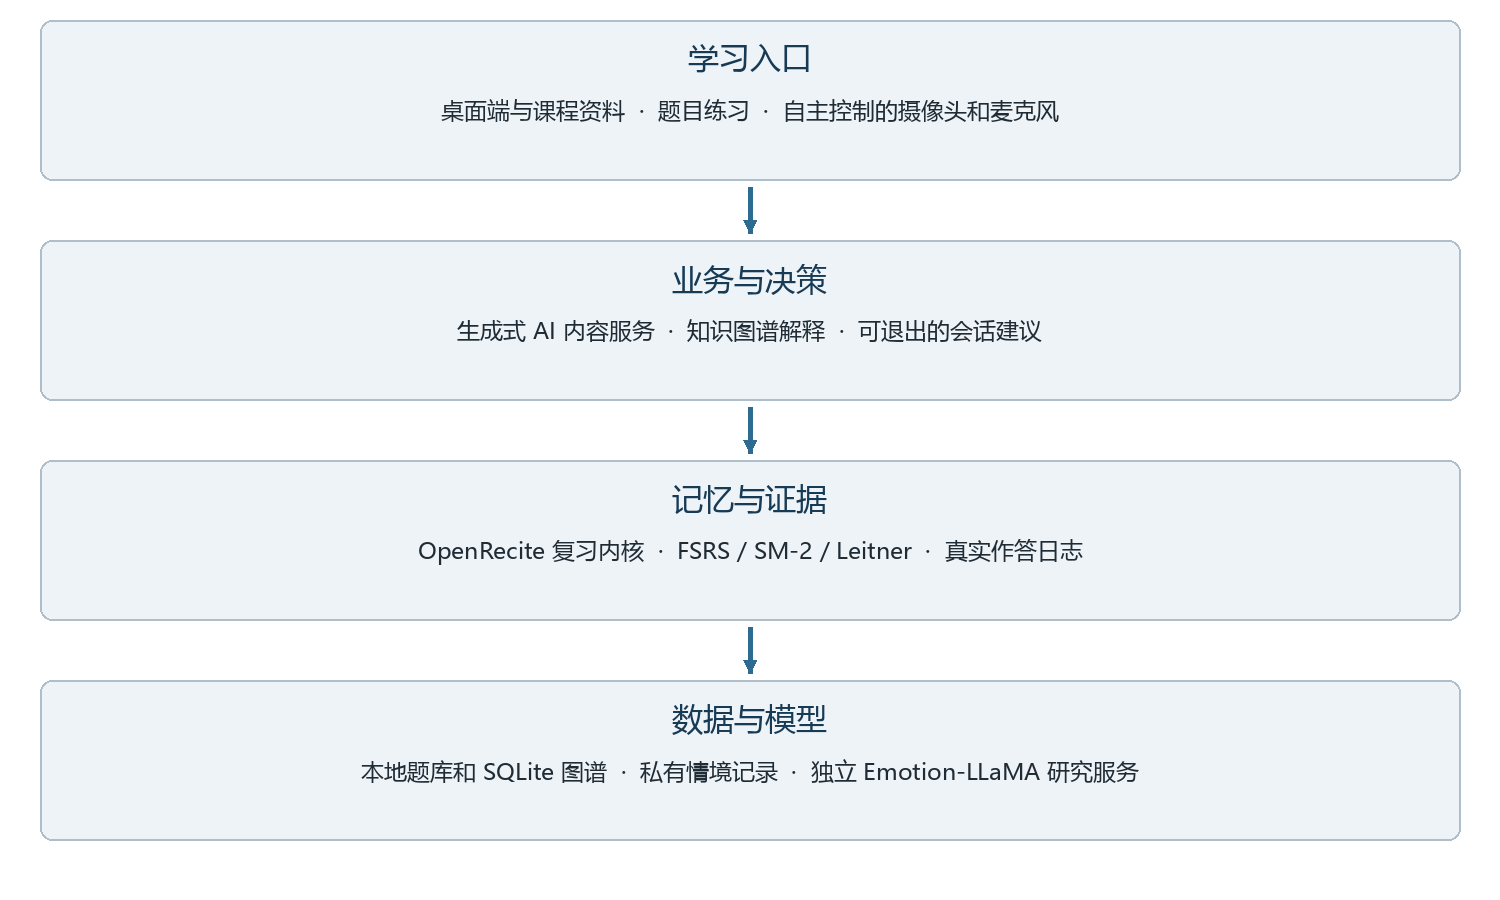 学习入口
桌面端与课程资料 · 题目练习 · 自主控制的摄像头和麦克风
业务与决策
生成式 AI 内容服务 · 知识图谱解释 · 可退出的会话建议
记忆与证据
OpenRecite 复习内核 · FSRS / SM-2 / Leitner · 真实作答日志
数据与模型
本地题库和 SQLite 图谱 · 私有情境记录 · 独立 Emotion-LLaMA 研究服务